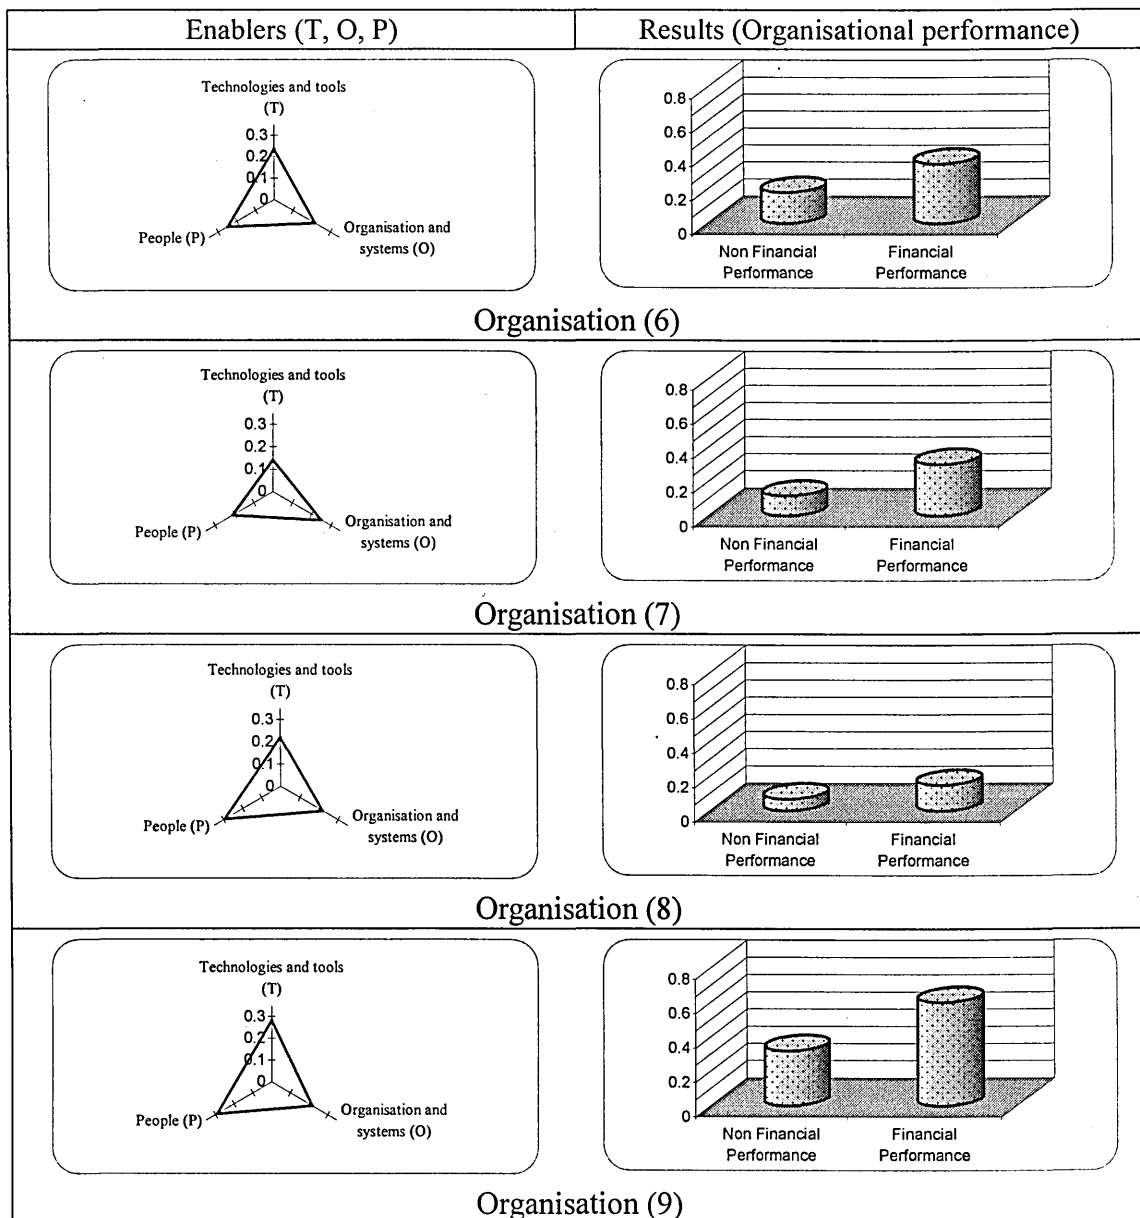 Enablers (T, O, P)
Results (Organisational performance)
Technologies and tools
(T)
0.3
0.2
0.1
0
People (P)
Organisation and
systems (O)
0.8
0.6
0.4
0.2
0
Non Financial
Performance
Financial
Performance
Organisation (6)
Technologies and tools
(T)
0.3
0.2
0.1
0
People (P)
Organisation and
systems (O)
0.8
0.6
0.4
0.2
0
Non Financial
Performance
Financial
Performance
Organisation (7)
Technologies and tools
(T)
0.3
0.2
0.1
0
People (P)
Organisation and
systems (O)
0.8
0.6
0.4
0.2
0
Non Financial
Performance
Financial
Performance
Organisation (8)
Technologies and tools
(T)
0.3
0.2
0.1
0
People (P)
Organisation and
systems (O)
0.8
0.6
0.4
0.2
0
Non Financial
Performance
Financial
Performance
Organisation (9)